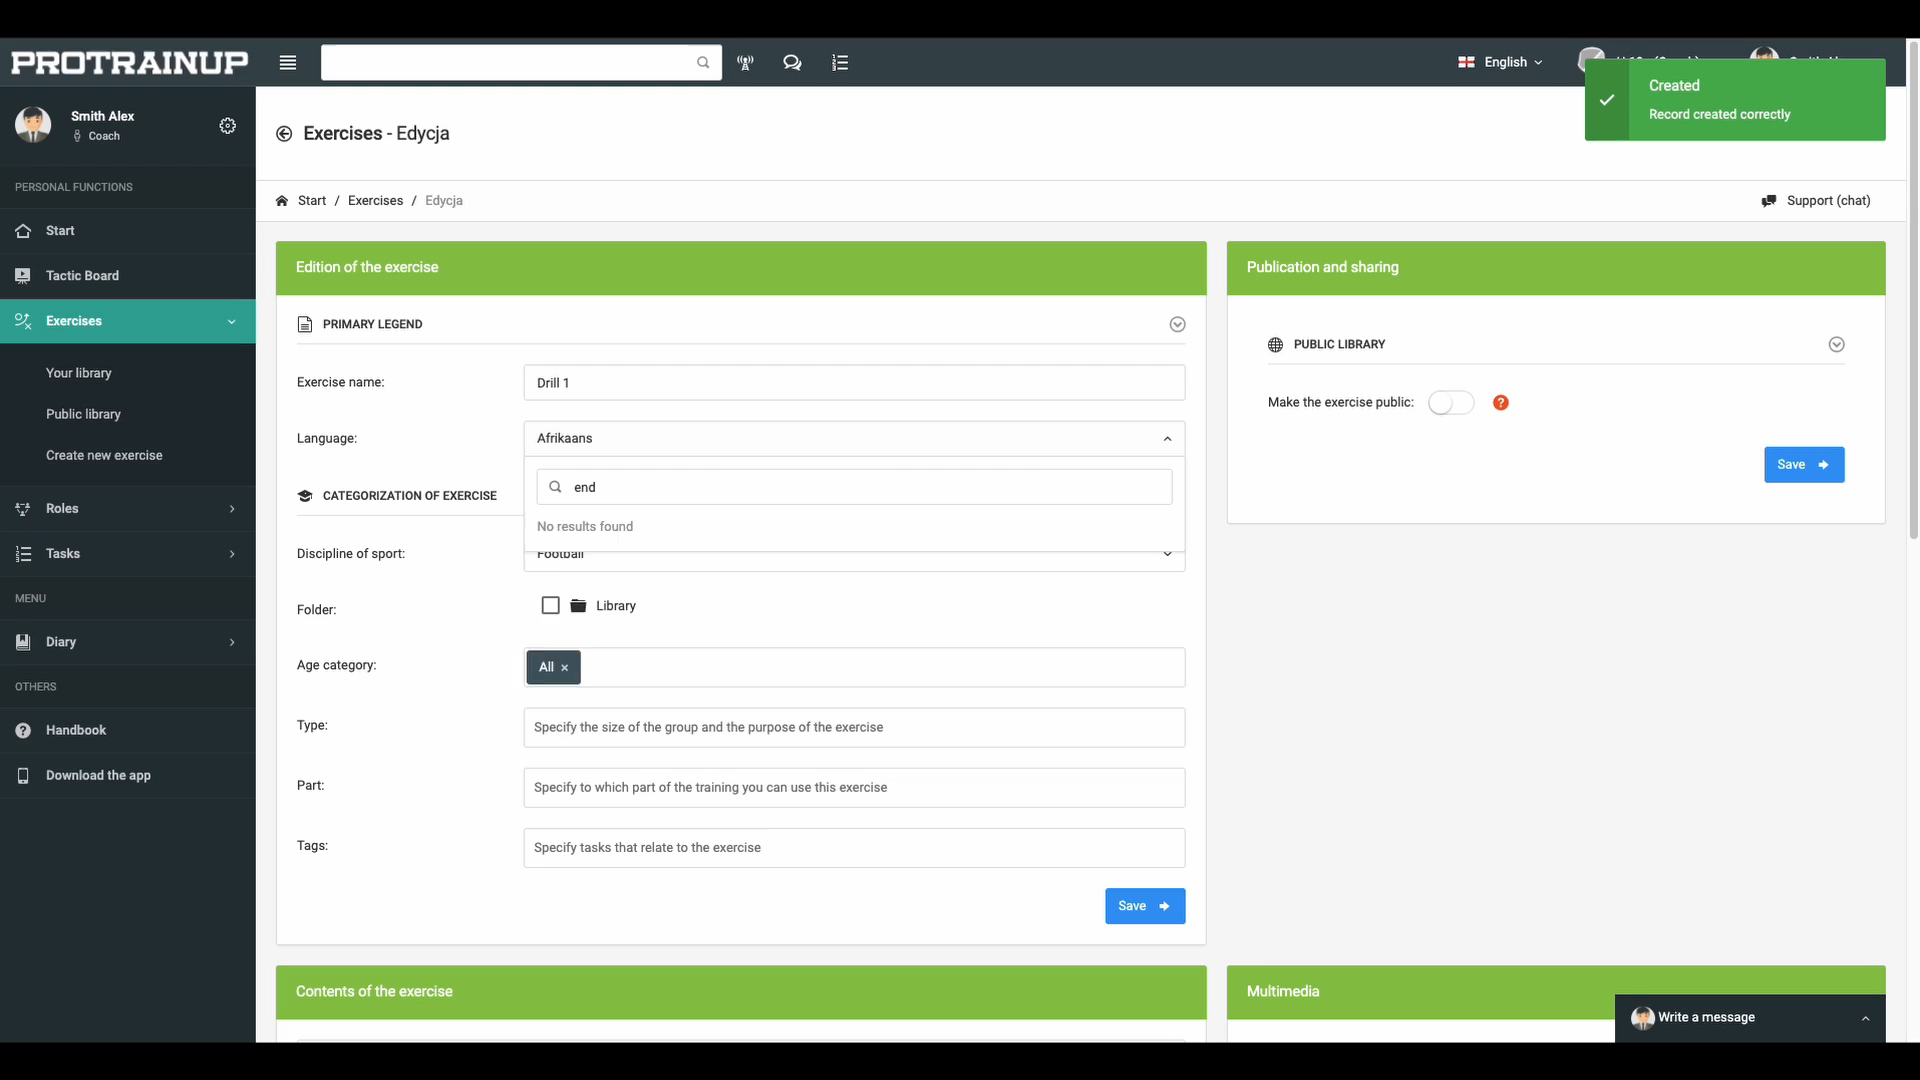 PROTRAINUP
English
Created
Record created correctly
Smith Alex
Coach
Exercises - Edycja
PERSONAL FUNCTIONS
Start / Exercises / Edycja
Support (chat)
Start
Tactic Board
Exercises
Your library
Public library
Create new exercise
Roles
Tasks
MENU
Diary
OTHERS
Handbook
Download the app
Edition of the exercise
PRIMARY LEGEND
Exercise name:
Drill 1
Language:
Afrikaans
end
No results found
CATEGORIZATION OF EXERCISE
Discipline of sport:
Football
Folder:
Library
Age category:
All ×
Type:
Specify the size of the group and the purpose of the exercise
Part:
Specify to which part of the training you can use this exercise
Tags:
Specify tasks that relate to the exercise
Save
Publication and sharing
PUBLIC LIBRARY
Make the exercise public:
?
Save
Contents of the exercise
Multimedia
Write a message